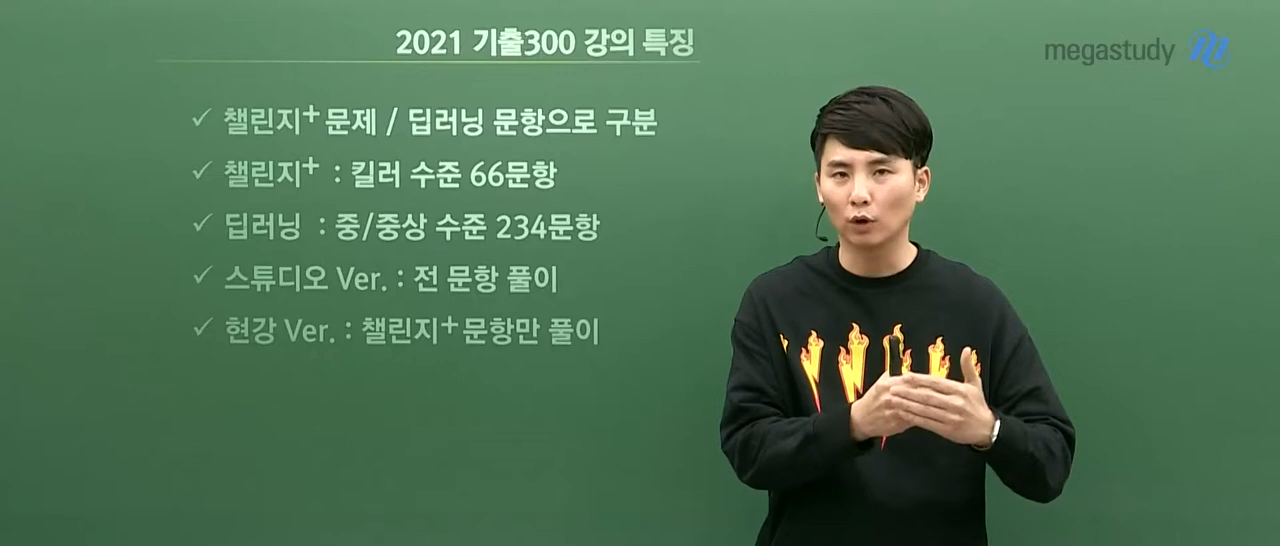 2021 기출300 강의 특징
megastudy
✓ 챌린지+ 문제 / 딥러닝 문항으로 구분
✓ 챌린지+ : 킬러 수준 66문항
✓ 딥러닝 : 중/중상 수준 234문항
✓ 스튜디오 Ver. : 전 문항 풀이
✓ 현강 Ver. : 챌린지+ 문항만 풀이